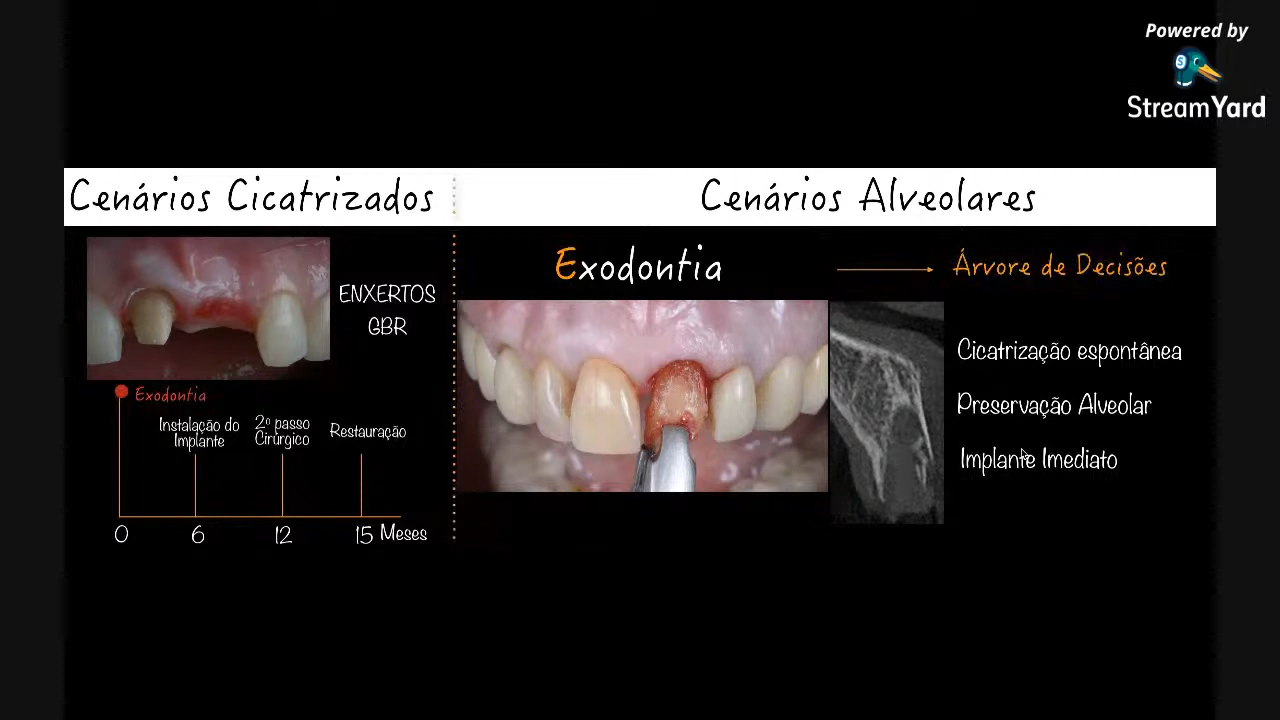 Powered by
StreamYard
Cenários Cicatrizados
Cenários Alveolares
ENXERTOS
GBR
Exodontia
Instalação do
Implante
2º passo
Cirúrgico
Restauração
0 6 12 15 Meses
Exodontia
Árvore de Decisões
Cicatrização espontânea
Preservação Alveolar
Implante Imediato